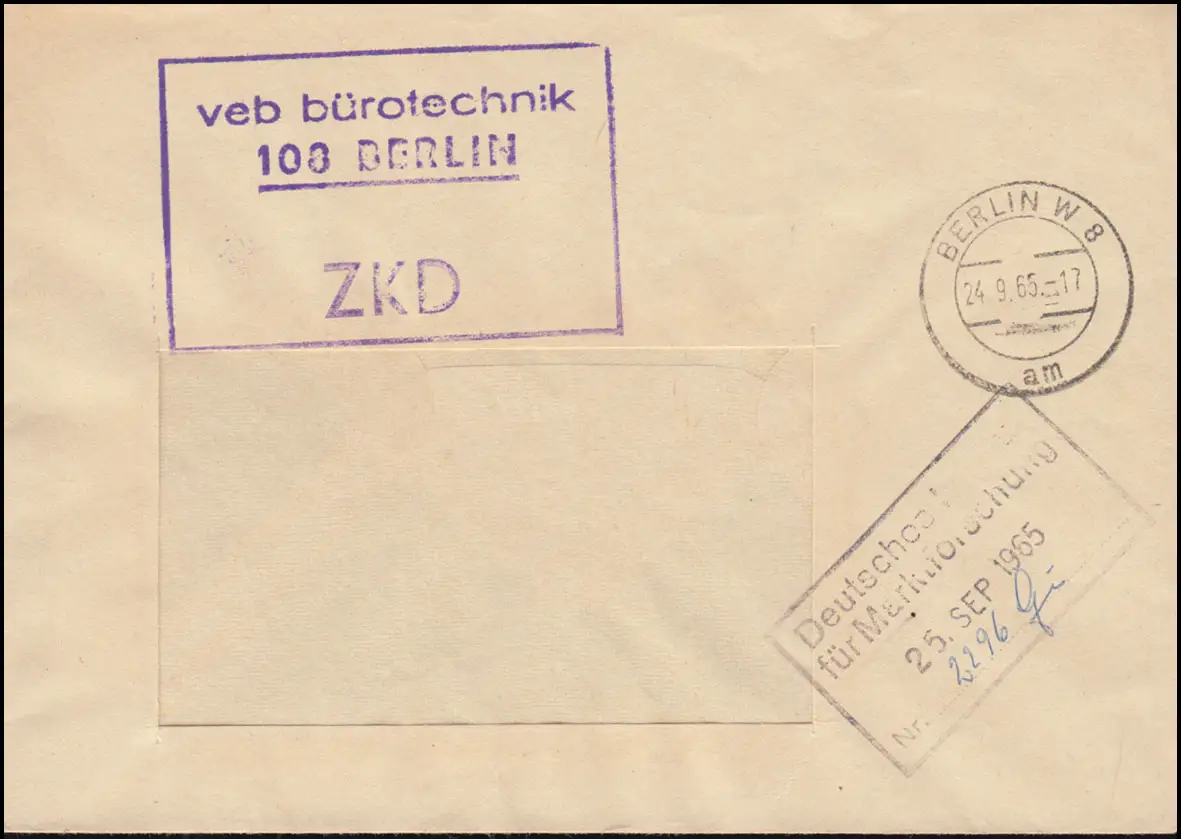 veb bürotechnik
108 BERLIN
ZKD
BERLIN W 8
24.9.65.-17
am
Deutsches
für Marktforschung
25. SEP 1965
2296
Nr.